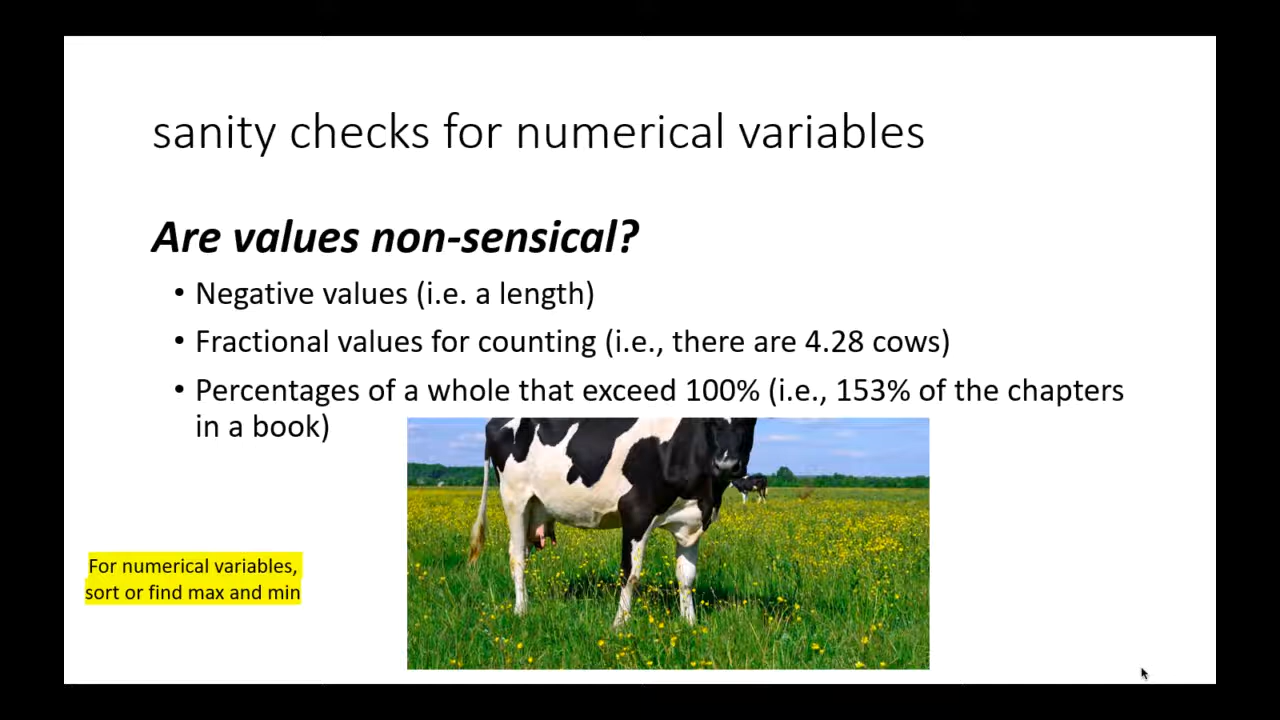 sanity checks for numerical variables
Are values non-sensical?
• Negative values (i.e. a length)
• Fractional values for counting (i.e., there are 4.28 cows)
• Percentages of a whole that exceed 100% (i.e., 153% of the chapters
in a book)
For numerical variables,
sort or find max and min